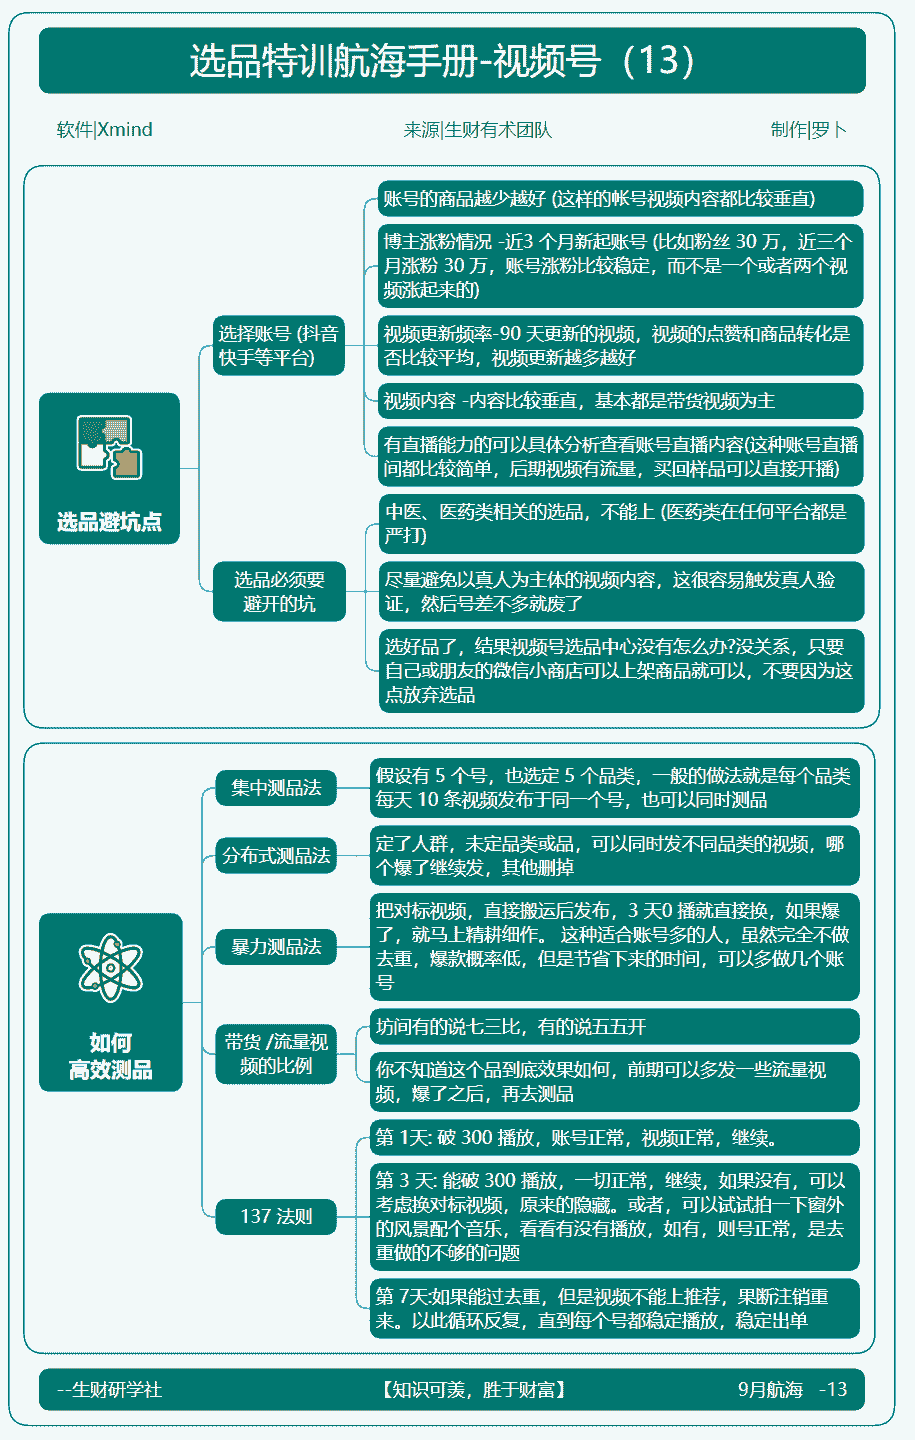 选品特训航海手册-视频号（13）
软件|Xmind
来源|生财有术团队
制作|罗卜
选品避坑点
选择账号 (抖音
快手等平台)
账号的商品越少越好 (这样的帐号视频内容都比较垂直)
博主涨粉情况 -近3 个月新起账号 (比如粉丝 30 万，近三个
月涨粉 30 万，账号涨粉比较稳定，而不是一个或者两个视
频涨起来的)
视频更新频率-90 天更新的视频，视频的点赞和商品转化是
否比较平均，视频更新越多越好
视频内容 -内容比较垂直，基本都是带货视频为主
有直播能力的可以具体分析查看账号直播内容(这种账号直播
间都比较简单，后期视频有流量，买回样品可以直接开播)
选品必须要
避开的坑
中医、医药类相关的选品，不能上 (医药类在任何平台都是
严打)
尽量避免以真人为主体的视频内容，这很容易触发真人验
证，然后号差不多就废了
选好品了，结果视频号选品中心没有怎么办?没关系，只要
自己或朋友的微信小商店可以上架商品就可以，不要因为这
点放弃选品
如何
高效测品
集中测品法
假设有 5 个号，也选定 5 个品类，一般的做法就是每个品类
每天 10 条视频发布于同一个号，也可以同时测品
分布式测品法
定了人群，未定品类或品，可以同时发不同品类的视频，哪
个爆了继续发，其他删掉
暴力测品法
把对标视频，直接搬运后发布，3 天0 播就直接换，如果爆
了，就马上精耕细作。 这种适合账号多的人，虽然完全不做
去重，爆款概率低，但是节省下来的时间，可以多做几个账
号
带货 /流量视
频的比例
坊间有的说七三比，有的说五五开
你不知道这个品到底效果如何，前期可以多发一些流量视
频，爆了之后，再去测品
137 法则
第 1天: 破 300 播放，账号正常，视频正常，继续。
第 3 天: 能破 300 播放，一切正常，继续，如果没有，可以
考虑换对标视频，原来的隐藏。或者，可以试试拍一下窗外
的风景配个音乐，看看有没有播放，如有，则号正常，是去
重做的不够的问题
第 7天:如果能过去重，但是视频不能上推荐，果断注销重
来。以此循环反复，直到每个号都稳定播放，稳定出单
--生财研学社
【知识可羡，胜于财富】
9月航海 -13